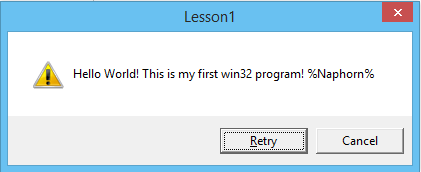 Lesson1
Hello World! This is my first win32 program! %Naphorn%
Retry Cancel